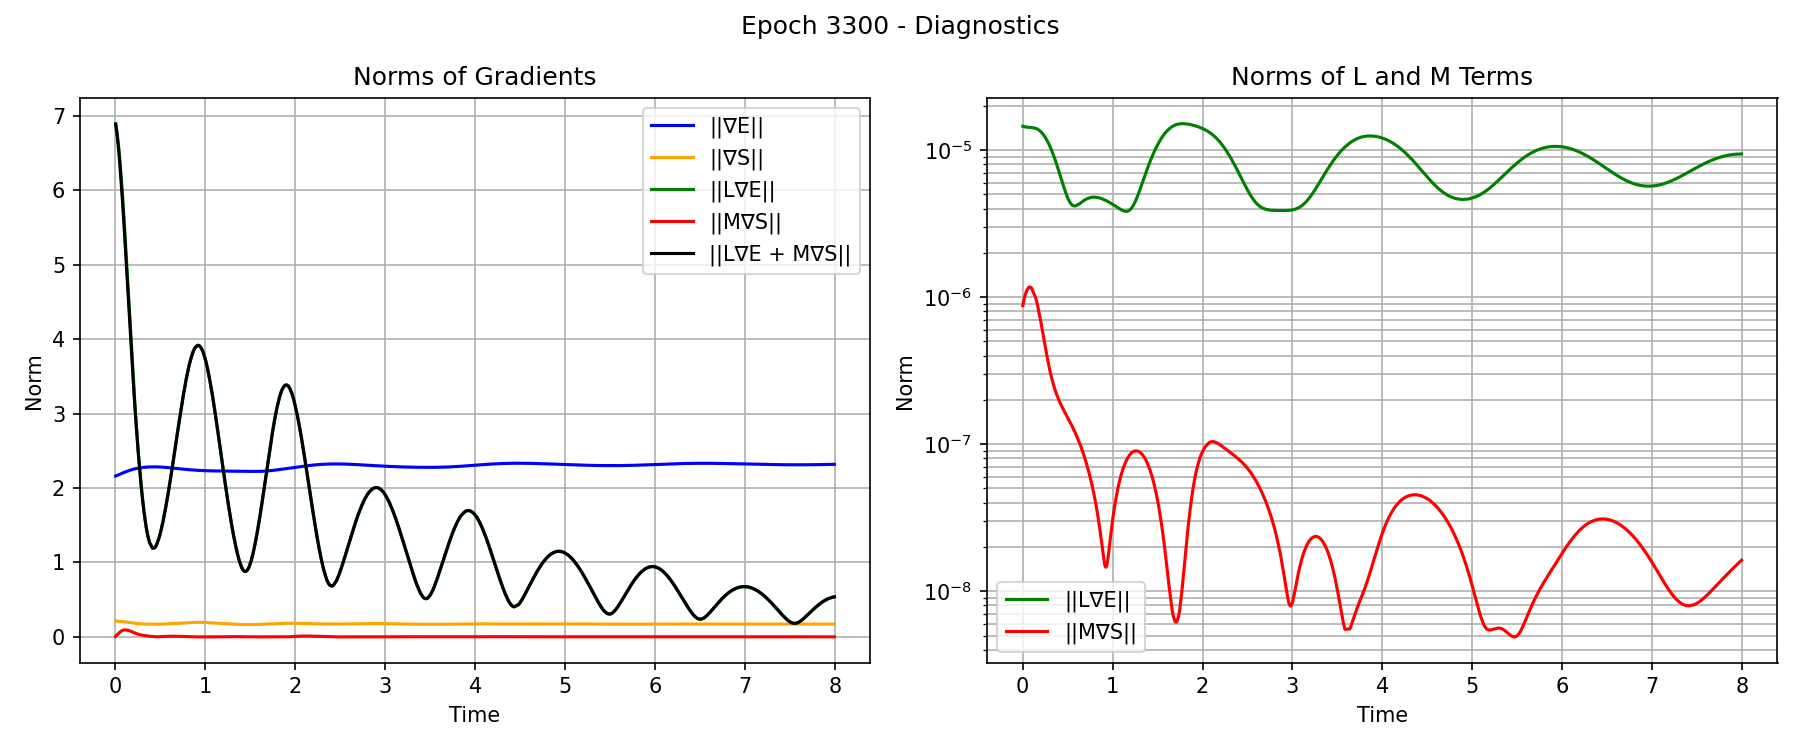 Epoch 3300 - Diagnostics
Norms of Gradients
Norm
7
6
5
4
3
2
1
0
||∇E||
||∇S||
||L∇E||
||M∇S||
||L∇E + M∇S||
0 1 2 3 4 5 6 7 8
Time
Norms of L and M Terms
Norm
10⁻⁵
10⁻⁶
10⁻⁷
10⁻⁸
||L∇E||
||M∇S||
0 1 2 3 4 5 6 7 8
Time